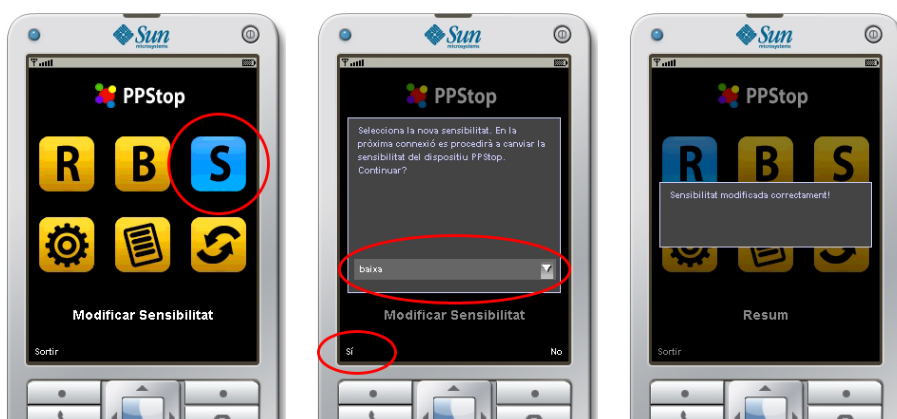 Sun
microsystems
PPStop
R B S
Modificar Sensibilitat
Sortir
Sun
microsystems
PPStop
Selecciona la nova sensibilitat. En la
pròxima connexió es procedirà a canviar la
sensibilitat del dispositiu PPStop.
Continuar?
baixa
Modificar Sensibilitat
Sí No
Sun
microsystems
PPStop
R B S
Sensibilitat modificada correctament!
Resum
Sortir